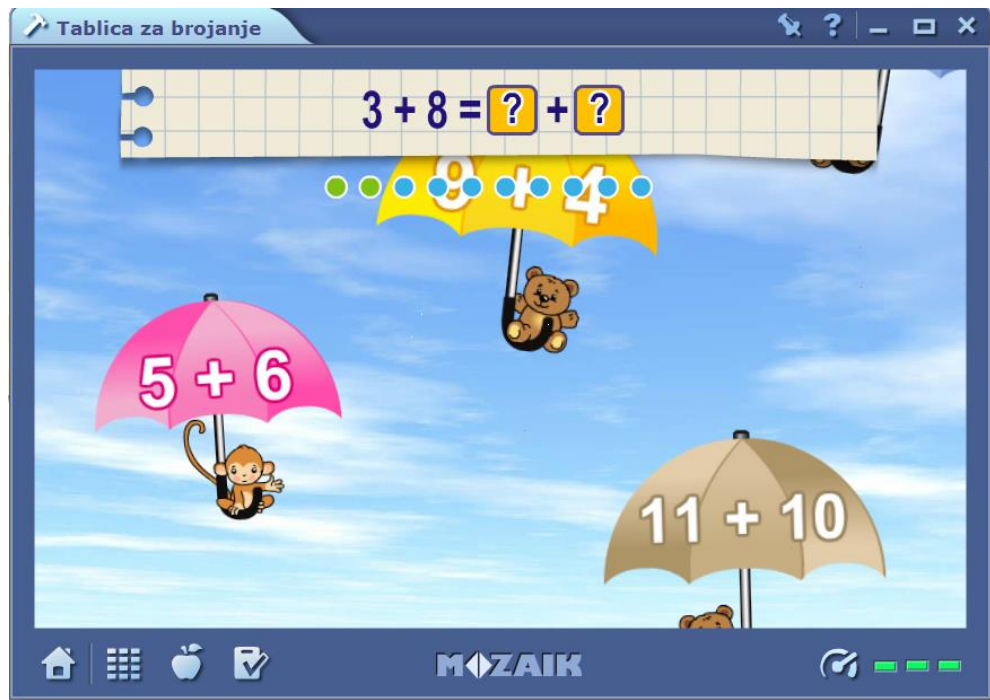 Tablica za brojanje
3 + 8 = ? + ?
9 + 4
5 + 6
11 + 10
MOZAIK